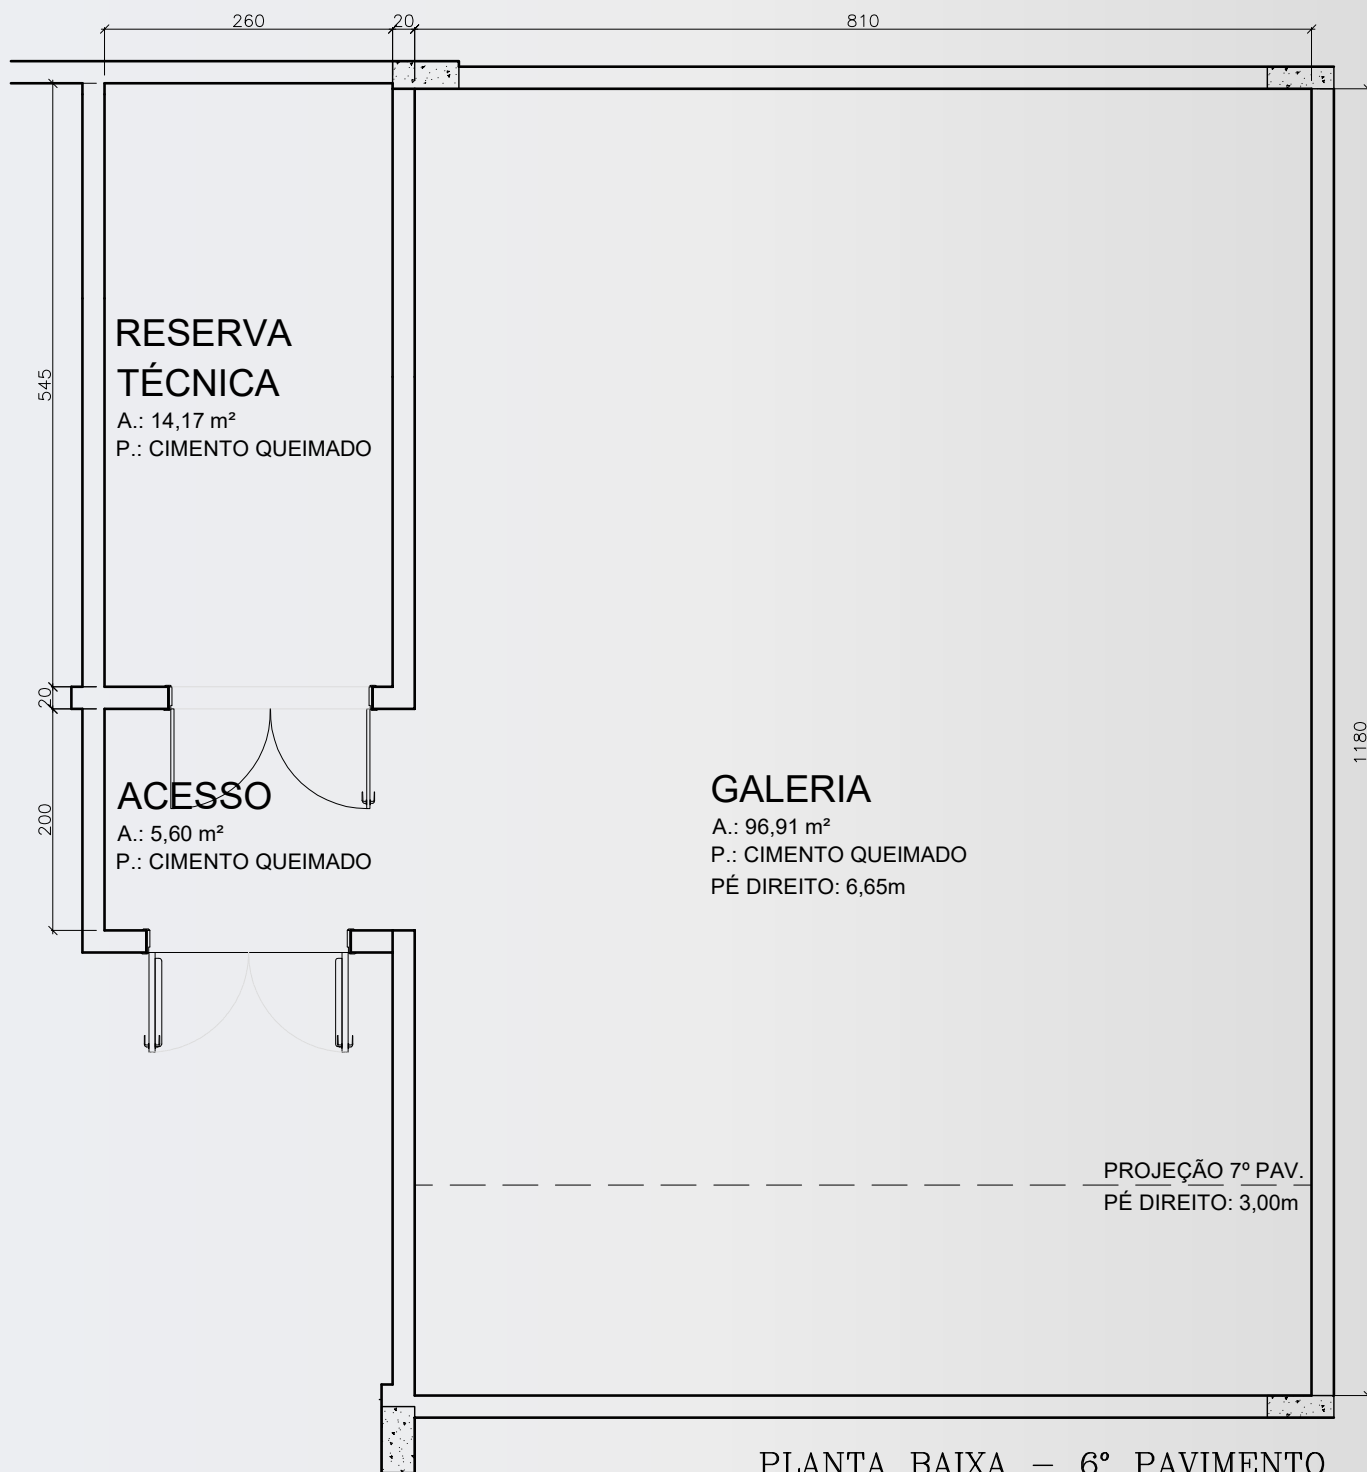 260
20
810
RESERVA
TÉCNICA
A.: 14,17 m²
P.: CIMENTO QUEIMADO
545
20
200
ACESSO
A.: 5,60 m²
P.: CIMENTO QUEIMADO
GALERIA
A.: 96,91 m²
P.: CIMENTO QUEIMADO
PÉ DIREITO: 6,65m
1180
PROJEÇÃO 7º PAV.
PÉ DIREITO: 3,00m
PLANTA BAIXA – 6° PAVIMENTO